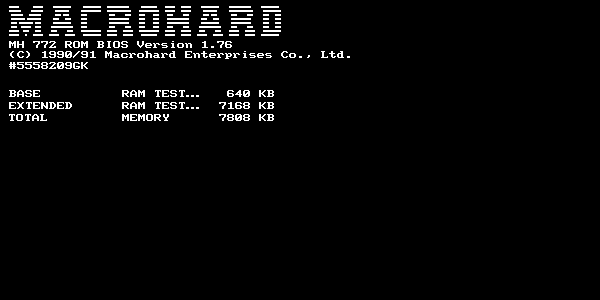 MACROHARD
MH 772 ROM BIOS Version 1.76
(C) 1990/91 Macrohard Enterprises Co., Ltd.
#5558209GK
BASE RAM TEST... 640 KB
EXTENDED RAM TEST... 7168 KB
TOTAL MEMORY 7808 KB